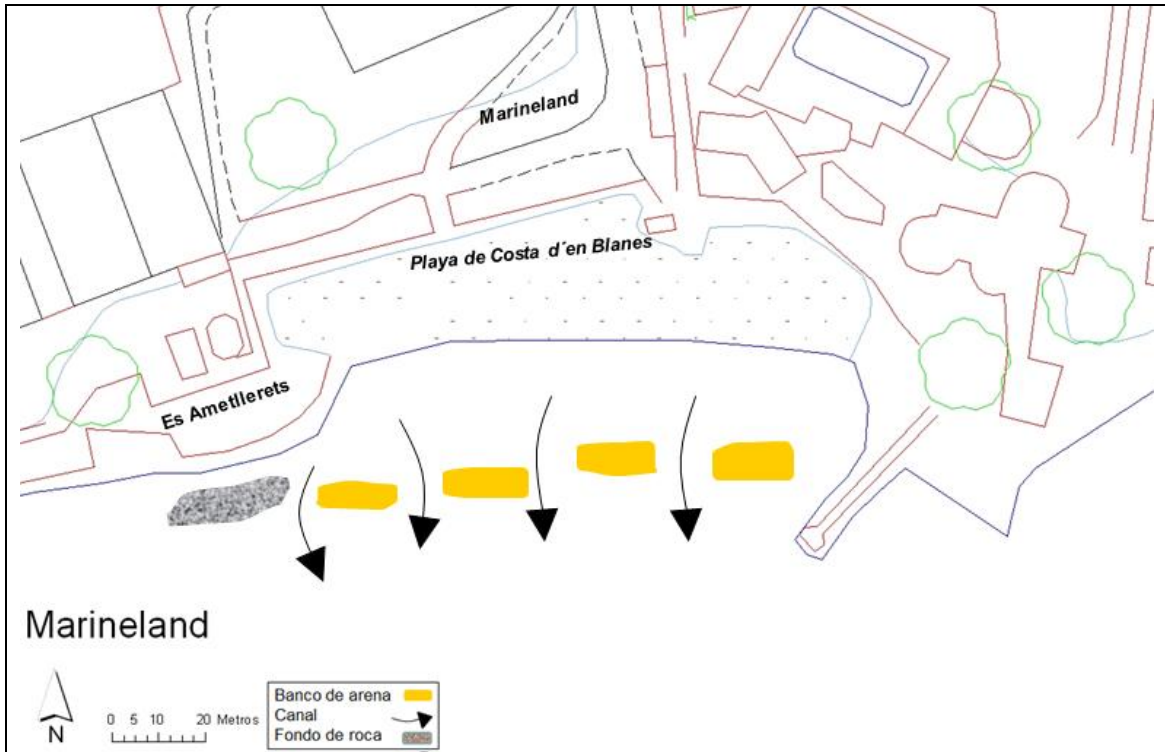 Marineland
Playa de Costa d´en Blanes
Es Ametllerets
Marineland
N
0 5 10 20 Metros
Banco de arena
Canal
Fondo de roca